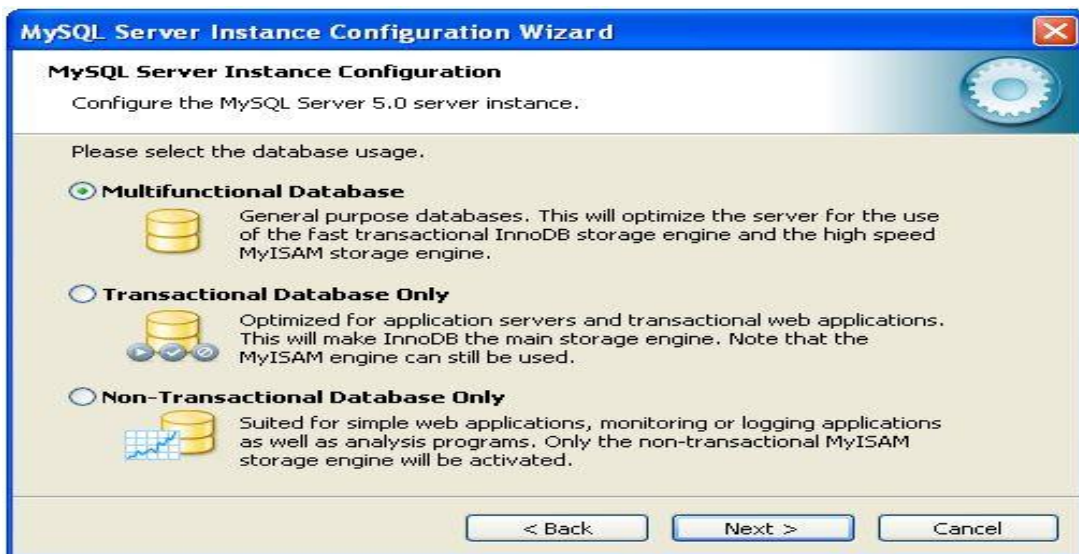 MySQL Server Instance Configuration Wizard
MySQL Server Instance Configuration
Configure the MySQL Server 5.0 server instance.
Please select the database usage.
Multifunctional Database
General purpose databases. This will optimize the server for the use
of the fast transactional InnoDB storage engine and the high speed
MyISAM storage engine.
Transactional Database Only
Optimized for application servers and transactional web applications.
This will make InnoDB the main storage engine. Note that the
MyISAM engine can still be used.
Non-Transactional Database Only
Suited for simple web applications, monitoring or logging applications
as well as analysis programs. Only the non-transactional MyISAM
storage engine will be activated.
< Back Next > Cancel